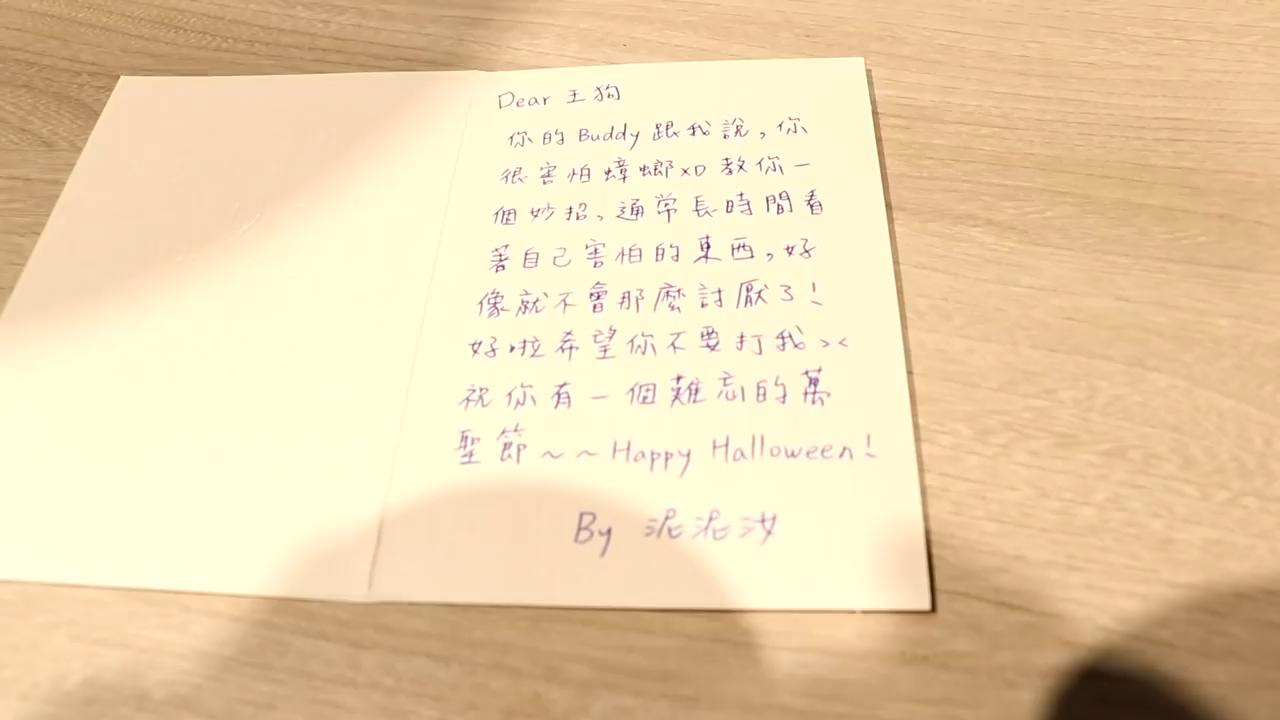 Dear 王狗
你的Buddy跟我說,你
很害怕蟑螂xD教你一
個妙招,通常長時間看
著自己害怕的東西,好
像就不會那麼討厭了!
好啦希望你不要打我><
祝你有一個難忘的萬
聖節~~Happy Halloween!
By 泥泥汝